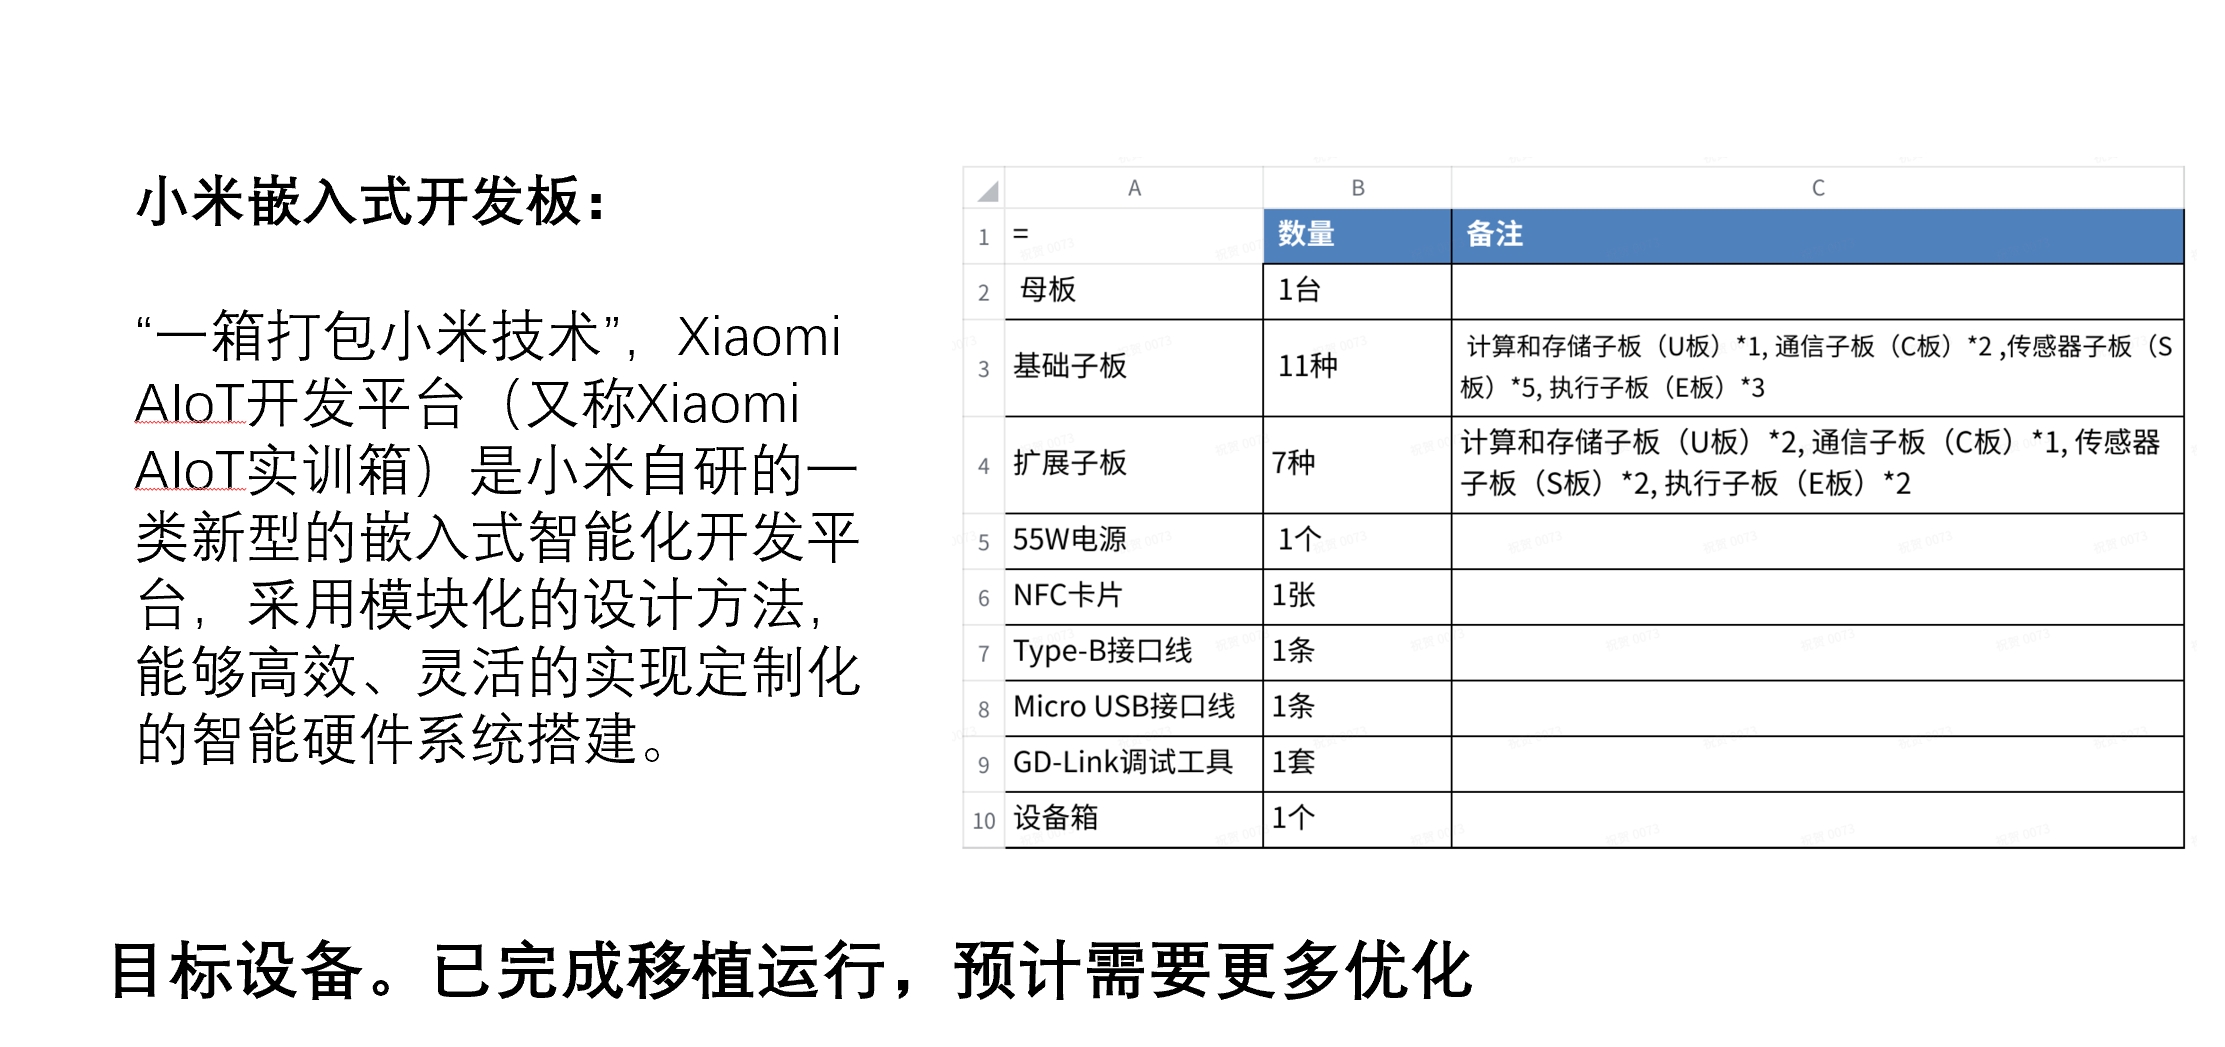 小米嵌入式开发板：
“一箱打包小米技术”，Xiaomi
AIoT开发平台（又称Xiaomi
AIoT实训箱）是小米自研的一
类新型的嵌入式智能化开发平
台，采用模块化的设计方法，
能够高效、灵活的实现定制化
的智能硬件系统搭建。
A B C
1 = 数量 备注
2 母板 1台
3 基础子板 11种 计算和存储子板（U板）*1, 通信子板（C板）*2 ,传感器子板（S
板）*5, 执行子板（E板）*3
4 扩展子板 7种 计算和存储子板（U板）*2, 通信子板（C板）*1, 传感器
子板（S板）*2, 执行子板（E板）*2
5 55W电源 1个
6 NFC卡片 1张
7 Type-B接口线 1条
8 Micro USB接口线 1条
9 GD-Link调试工具 1套
10 设备箱 1个
目标设备。已完成移植运行，预计需要更多优化